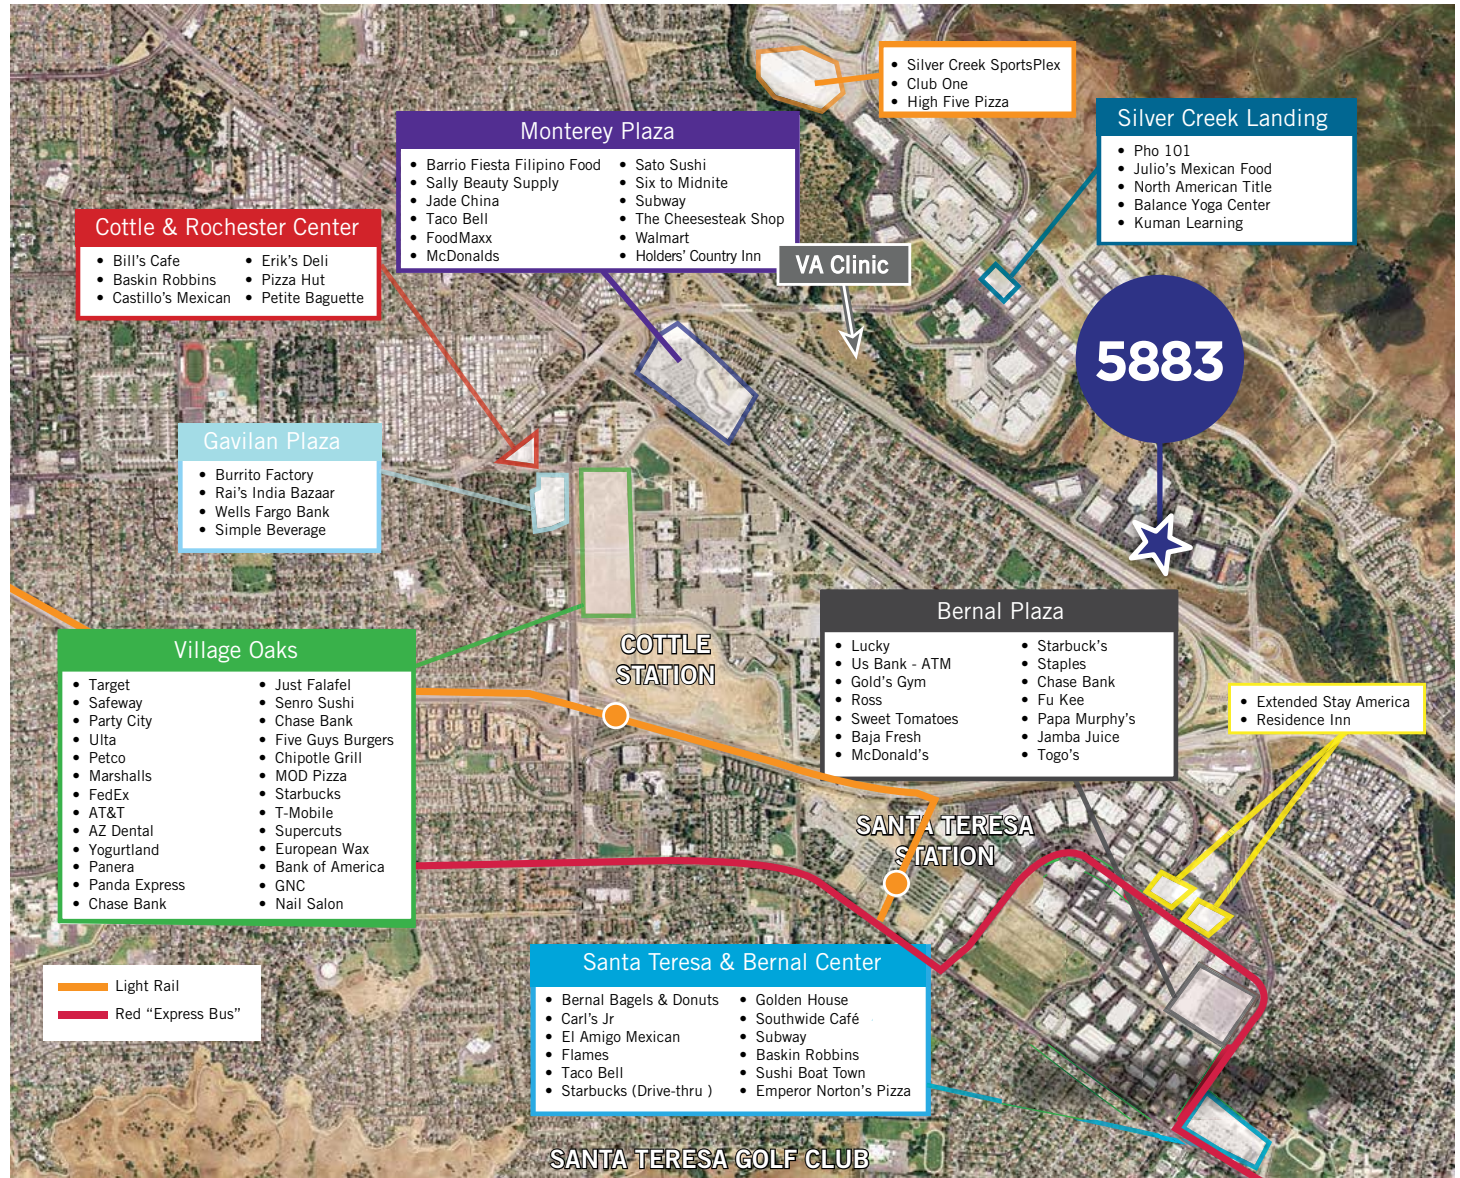 Silver Creek SportsPlex
Club One
High Five Pizza
Silver Creek Landing
Pho 101
Julio's Mexican Food
North American Title
Balance Yoga Center
Kuman Learning
Monterey Plaza
Barrio Fiesta Filipino Food
Sally Beauty Supply
Jade China
Taco Bell
FoodMaxx
McDonalds
Sato Sushi
Six to Midnite
Subway
The Cheesesteak Shop
Walmart
Holders' Country Inn
Cottle & Rochester Center
Bill's Cafe
Baskin Robbins
Castillo's Mexican
Erik's Deli
Pizza Hut
Petite Baguette
VA Clinic
5883
Gavilan Plaza
Burrito Factory
Rai's India Bazaar
Wells Fargo Bank
Simple Beverage
Village Oaks
Target
Safeway
Party City
Ulta
Petco
Marshalls
FedEx
AT&T
AZ Dental
Yogurtland
Panera
Panda Express
Chase Bank
Just Falafel
Senro Sushi
Chase Bank
Five Guys Burgers
Chipotle Grill
MOD Pizza
Starbucks
T-Mobile
Supercuts
European Wax
Bank of America
GNC
Nail Salon
COTTLE
STATION
Bernal Plaza
Lucky
Us Bank - ATM
Gold's Gym
Ross
Sweet Tomatoes
Baja Fresh
McDonald's
Starbuck's
Staples
Chase Bank
Fu Kee
Papa Murphy's
Jamba Juice
Togo's
Extended Stay America
Residence Inn
SANTA TERESA
STATION
Santa Teresa & Bernal Center
Bernal Bagels & Donuts
Carl's Jr
El Amigo Mexican
Flames
Taco Bell
Starbucks (Drive-thru )
Golden House
Southwide Café
Subway
Baskin Robbins
Sushi Boat Town
Emperor Norton's Pizza
Light Rail
Red “Express Bus”
SANTA TERESA GOLF CLUB